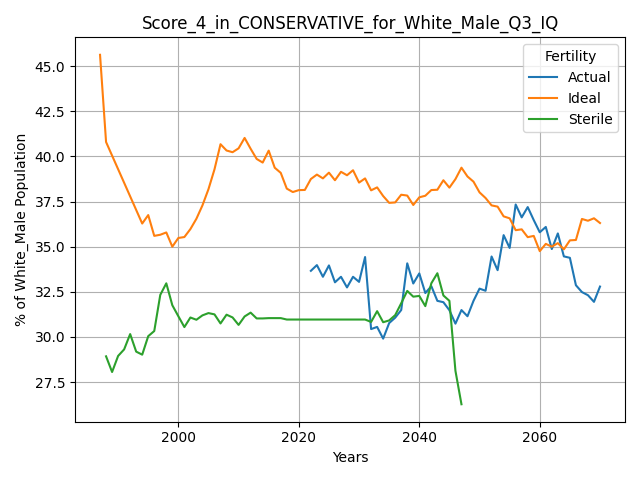 Score_4_in_CONSERVATIVE_for_White_Male_Q3_IQ
% of White_Male Population
45.0
42.5
40.0
37.5
35.0
32.5
30.0
27.5
Fertility
Actual
Ideal
Sterile
2000
2020
2040
2060
Years